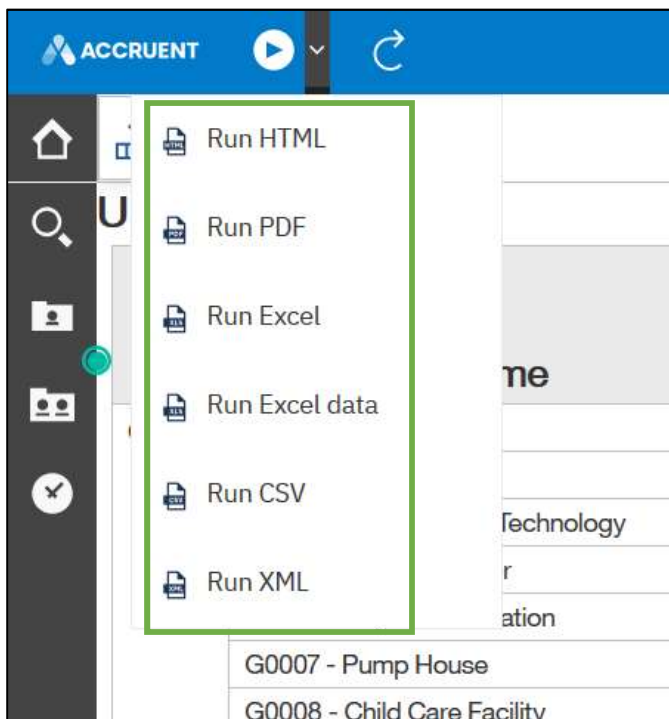 ACCRUENT
Run HTML
U
Run PDF
Run Excel
me
Run Excel data
Run CSV
Technology
r
Run XML
ation
G0007 - Pump House
G0008 - Child Care Facility